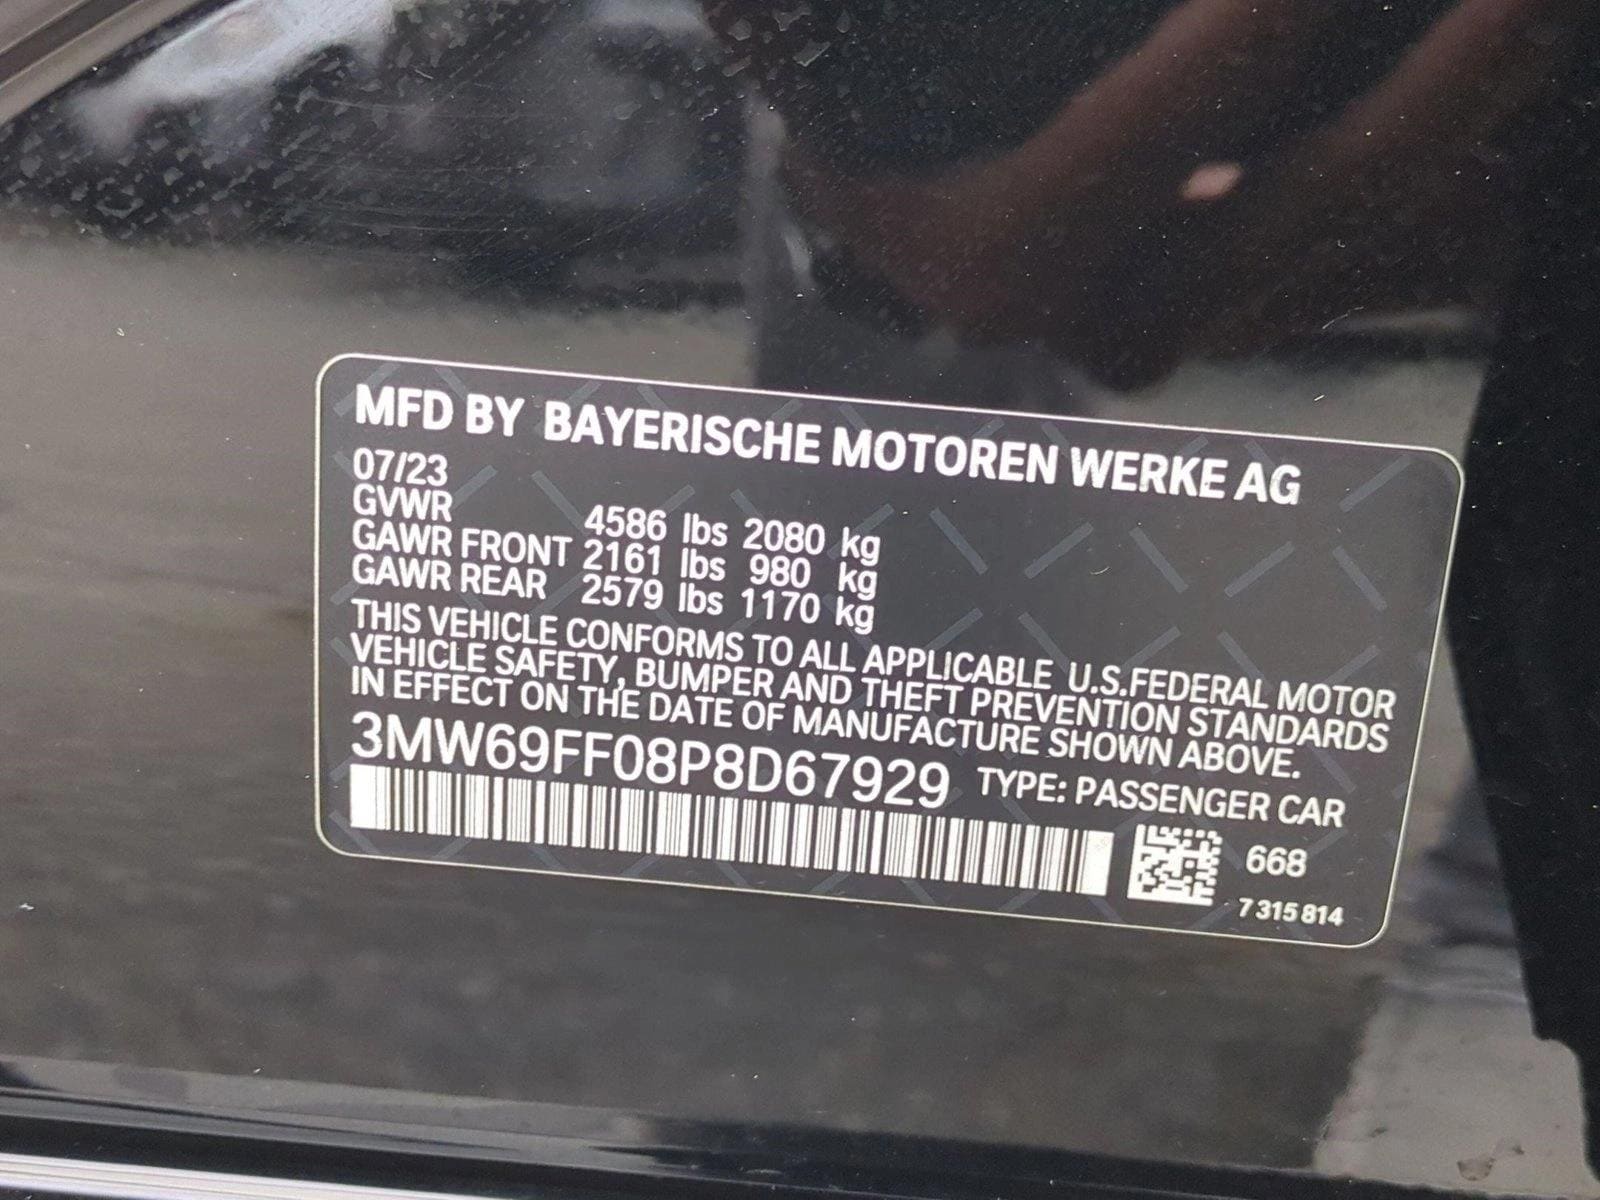 MFD BY BAYERISCHE MOTOREN WERKE AG
07/23
GVWR 4586 lbs 2080 kg
GAWR FRONT 2161 lbs 980 kg
GAWR REAR 2579 lbs 1170 kg
THIS VEHICLE CONFORMS TO ALL APPLICABLE U.S.FEDERAL MOTOR
VEHICLE SAFETY, BUMPER AND THEFT PREVENTION STANDARDS
IN EFFECT ON THE DATE OF MANUFACTURE SHOWN ABOVE.
3MW69FF08P8D67929 TYPE: PASSENGER CAR
668
7 315 814